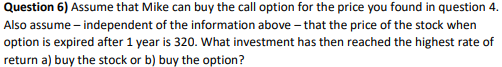 Question 6) Assume that Mike can buy the call option for the price you found in question 4.
Also assume – independent of the information above – that the price of the stock when
option is expired after 1 year is 320. What investment has then reached the highest rate of
return a) buy the stock or b) buy the option?